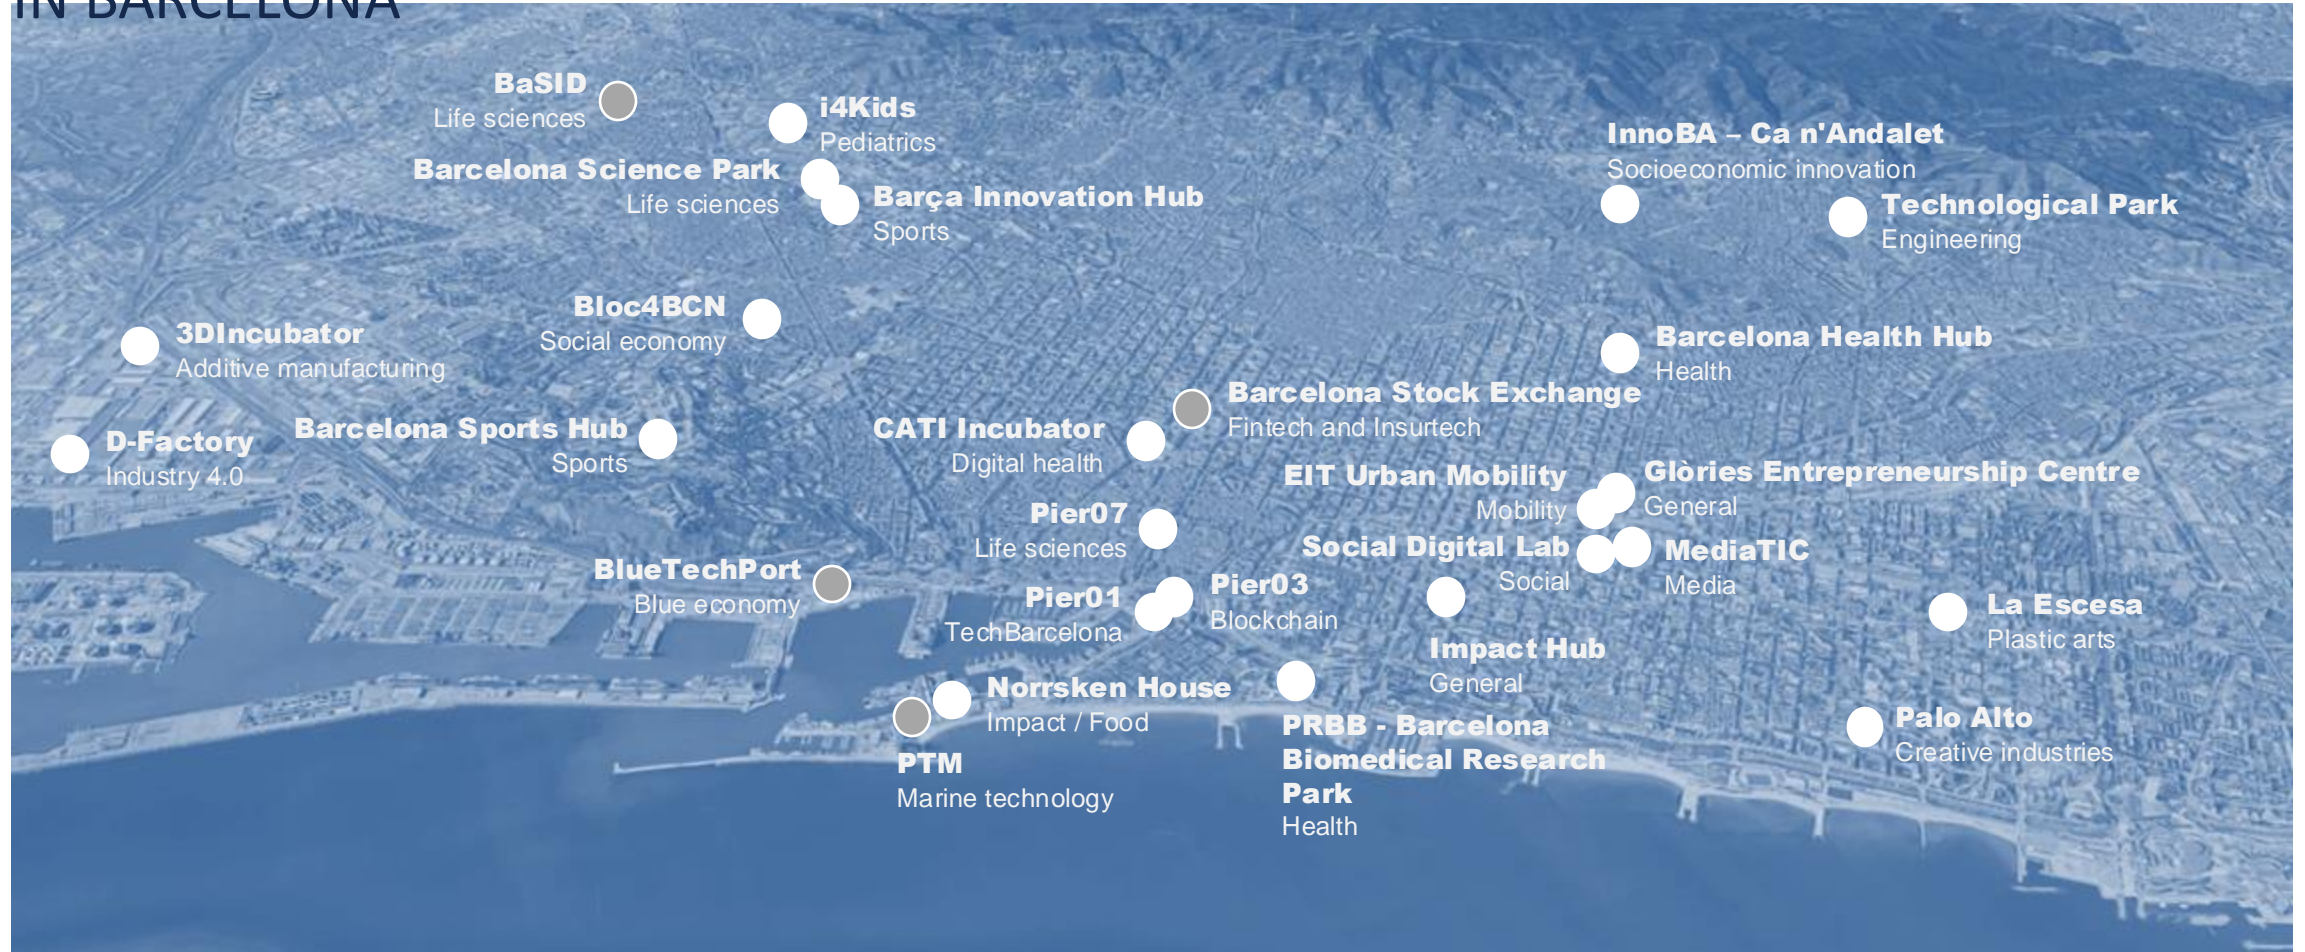 IN BARCELONA
BaSID
Life sciences
i4Kids
Pediatrics
InnoBA – Ca n'Andalet
Socioeconomic innovation
Barcelona Science Park
Life sciences
Barça Innovation Hub
Sports
Technological Park
Engineering
Bloc4BCN
Social economy
3DIncubator
Additive manufacturing
Barcelona Health Hub
Health
Barcelona Stock Exchange
Fintech and Insurtech
D-Factory
Industry 4.0
Barcelona Sports Hub
Sports
CATI Incubator
Digital health
EIT Urban Mobility
Mobility
Glòries Entrepreneurship Centre
General
Pier07
Life sciences
Social Digital Lab
Social
MediaTIC
Media
BlueTechPort
Blue economy
Pier01
TechBarcelona
Pier03
Blockchain
La Escesa
Plastic arts
Impact Hub
General
Norrsken House
Impact / Food
PRBB - Barcelona
Biomedical Research
Park
Health
Palo Alto
Creative industries
PTM
Marine technology